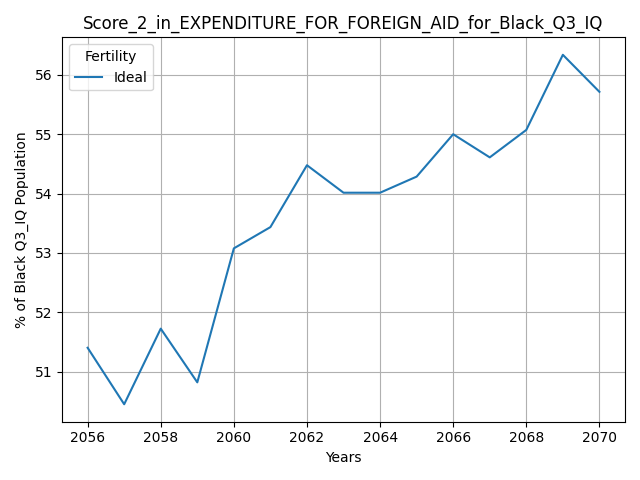 Score_2_in_EXPENDITURE_FOR_FOREIGN_AID_for_Black_Q3_IQ
Fertility
Ideal
% of Black Q3_IQ Population
56
55
54
53
52
51
2056 2058 2060 2062 2064 2066 2068 2070
Years